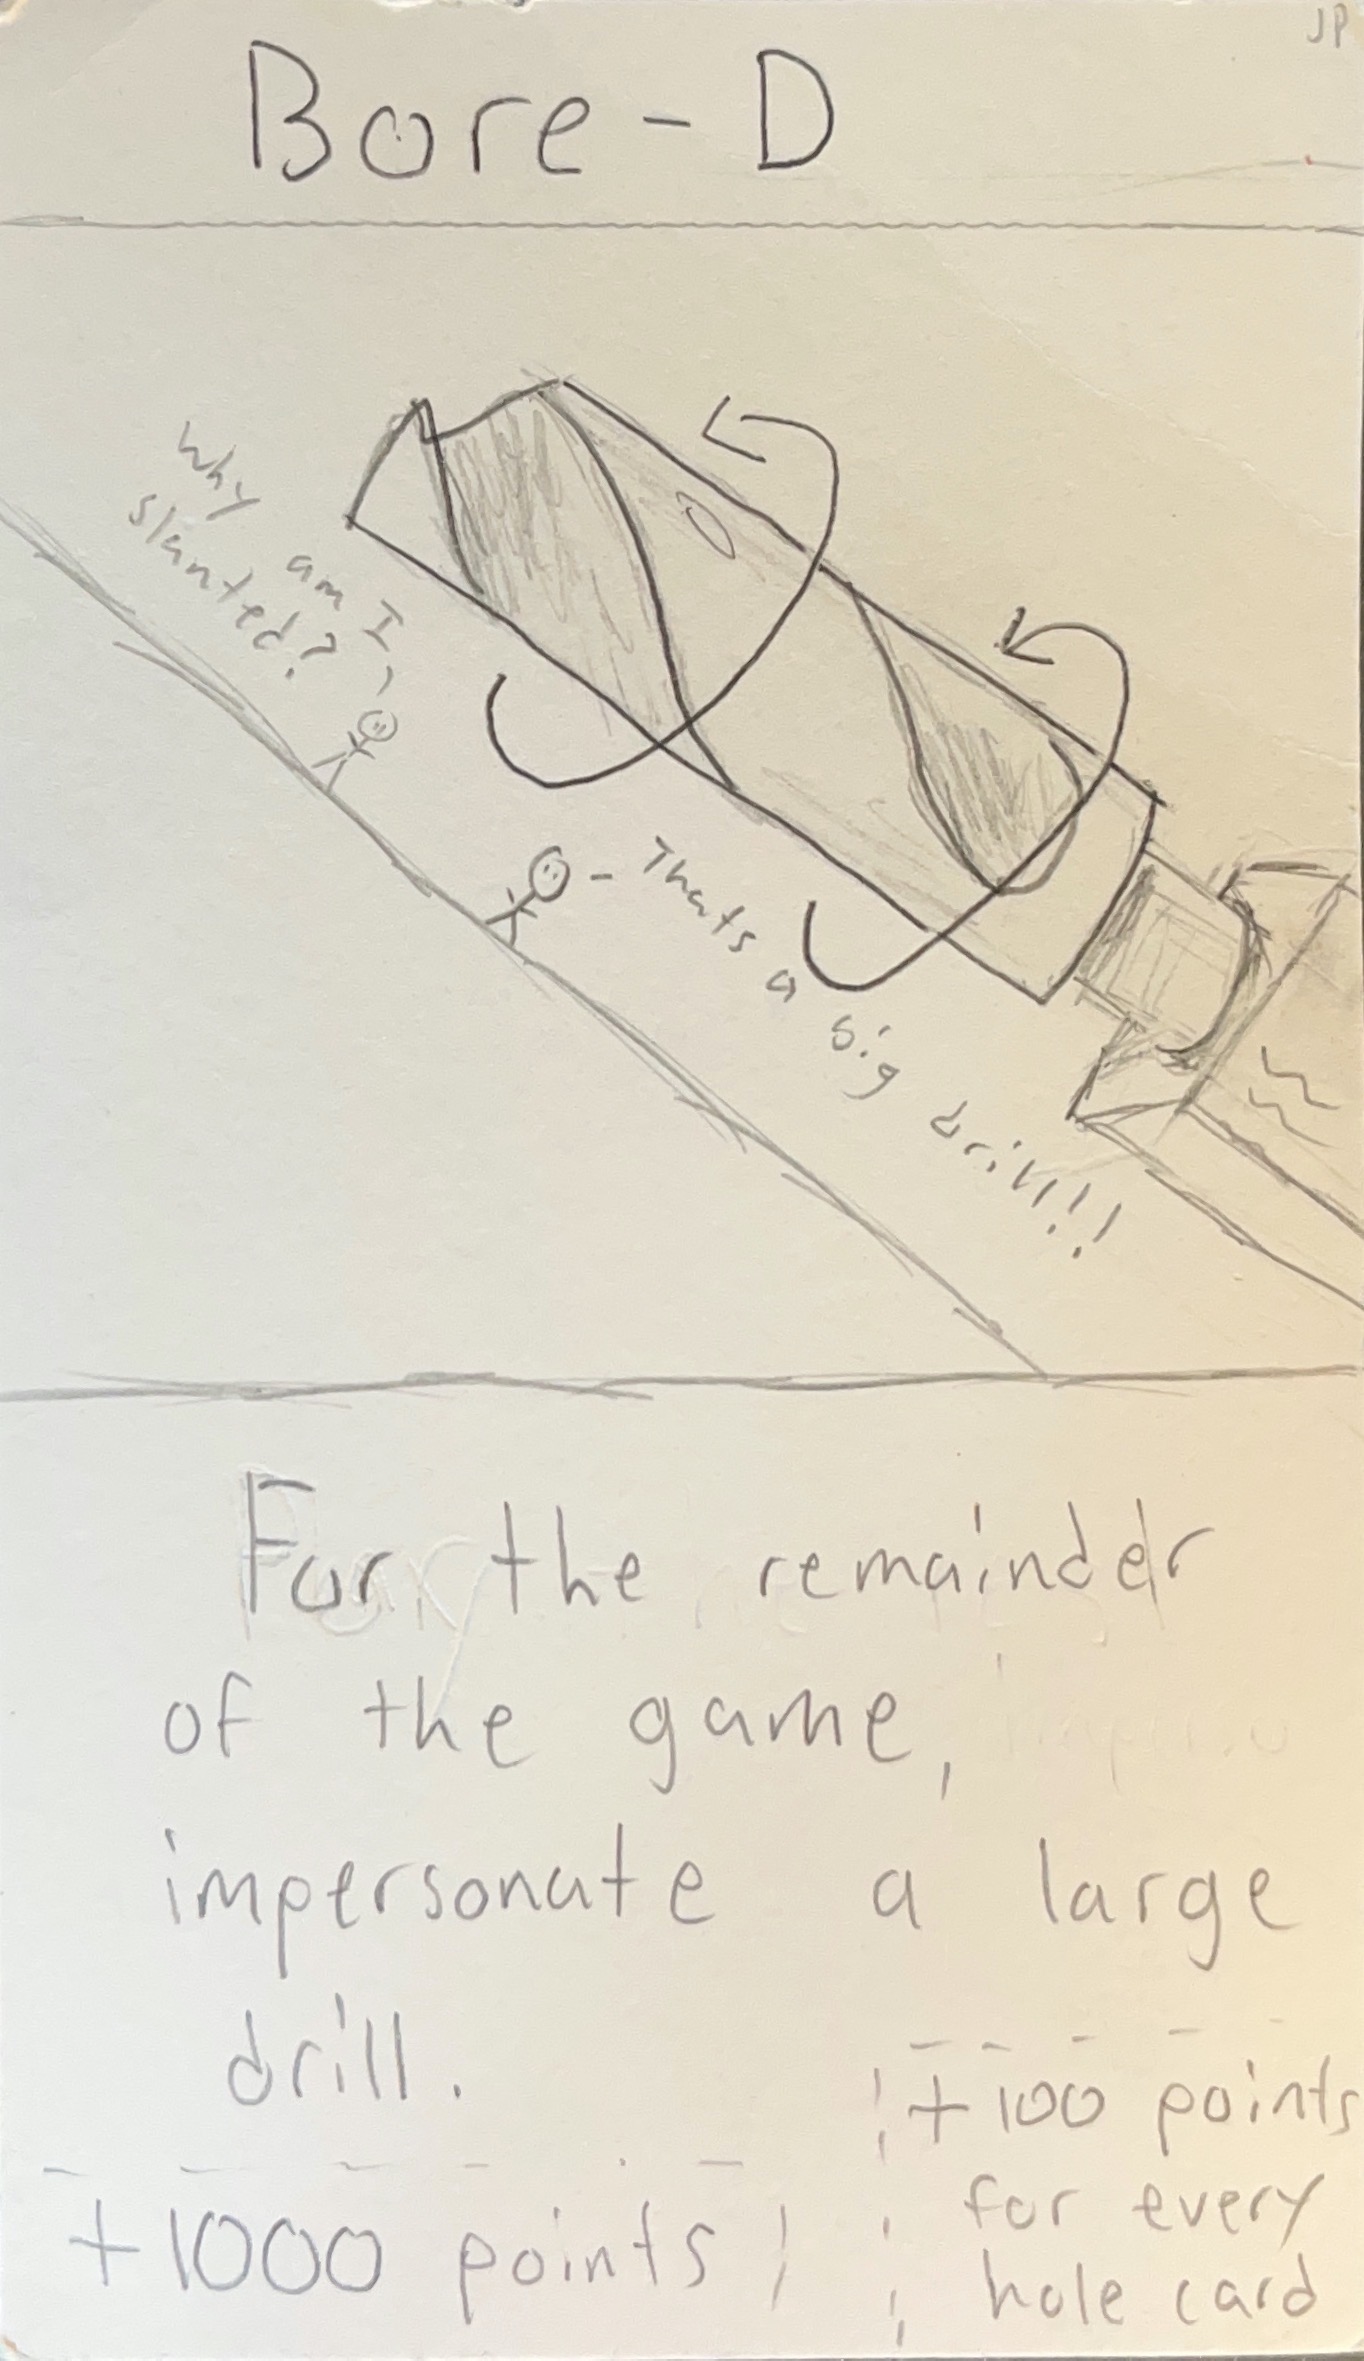 JP
Bore-D
Why am I
slanted?
Thats a big drill!!
For the remainder
of the game,
impersonate a large
drill.
+1000 points
+100 points
for every
hole card